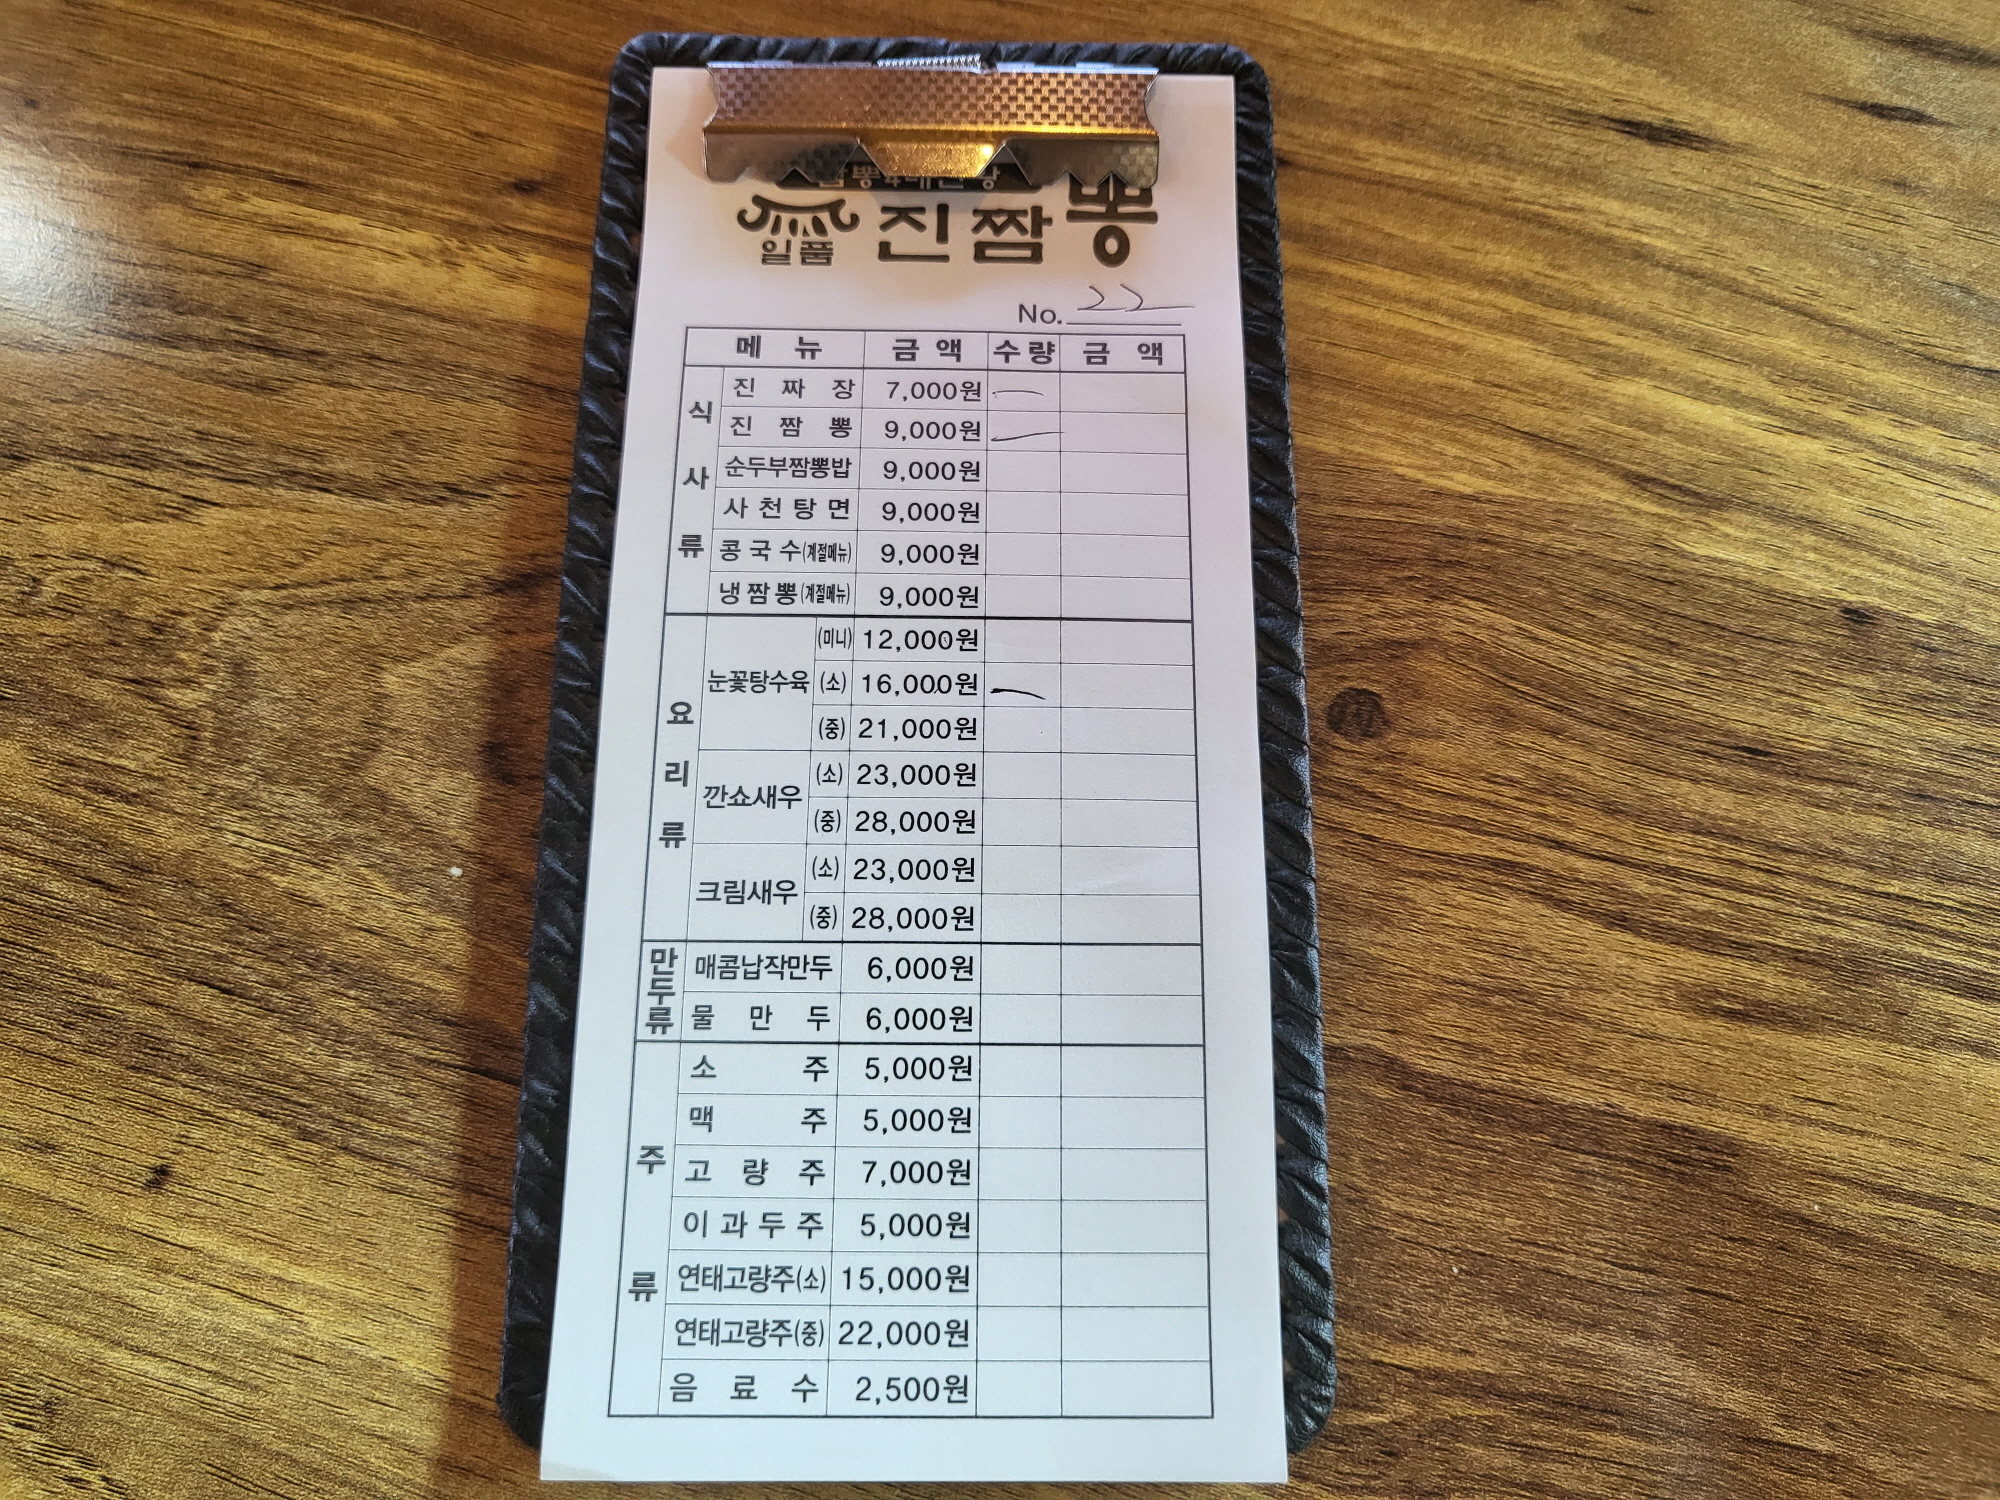 일품 진짬뽕
No. 22
메 뉴 금 액 수량 금 액
식사류
진 짜 장 7,000원 一
진 짬 뽕 9,000원 一
순두부짬뽕밥 9,000원
사 천 탕 면 9,000원
콩 국 수(계절메뉴) 9,000원
냉 짬 뽕(계절메뉴) 9,000원
요리류
눈꽃탕수육 (미니) 12,000원
(소) 16,000원 一
(중) 21,000원
깐쇼새우 (소) 23,000원
(중) 28,000원
크림새우 (소) 23,000원
(중) 28,000원
만두류
매콤납작만두 6,000원
물 만 두 6,000원
주류
소 주 5,000원
맥 주 5,000원
고 량 주 7,000원
이 과 두 주 5,000원
연태고량주(소) 15,000원
연태고량주(중) 22,000원
음 료 수 2,500원